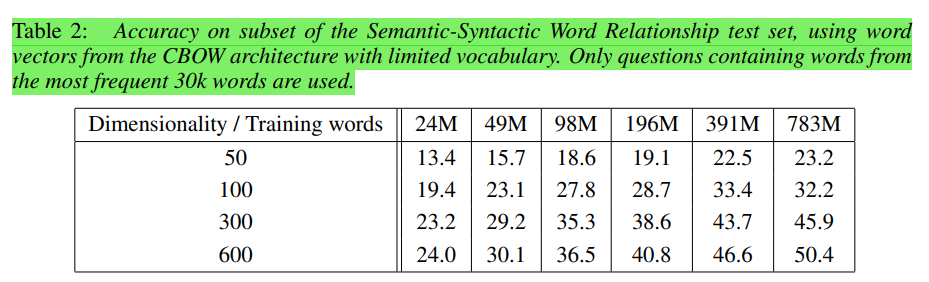 Table 2: Accuracy on subset of the Semantic-Syntactic Word Relationship test set, using word
vectors from the CBOW architecture with limited vocabulary. Only questions containing words from
the most frequent 30k words are used.
Dimensionality / Training words 24M 49M 98M 196M 391M 783M
50 13.4 15.7 18.6 19.1 22.5 23.2
100 19.4 23.1 27.8 28.7 33.4 32.2
300 23.2 29.2 35.3 38.6 43.7 45.9
600 24.0 30.1 36.5 40.8 46.6 50.4